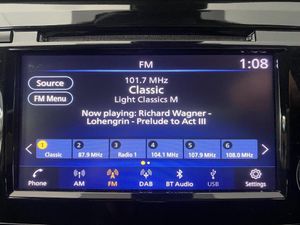 FM 1:08
101.7 MHz
Source
Classic
FM Menu
Light Classics M
Now playing: Richard Wagner -
Lohengrin - Prelude to Act III
1 2 3 4 5 6
Classic 87.9 MHz Radio 1 104.1 MHz 107.9 MHz 108.0 MHz
Phone AM FM DAB BT Audio USB Settings